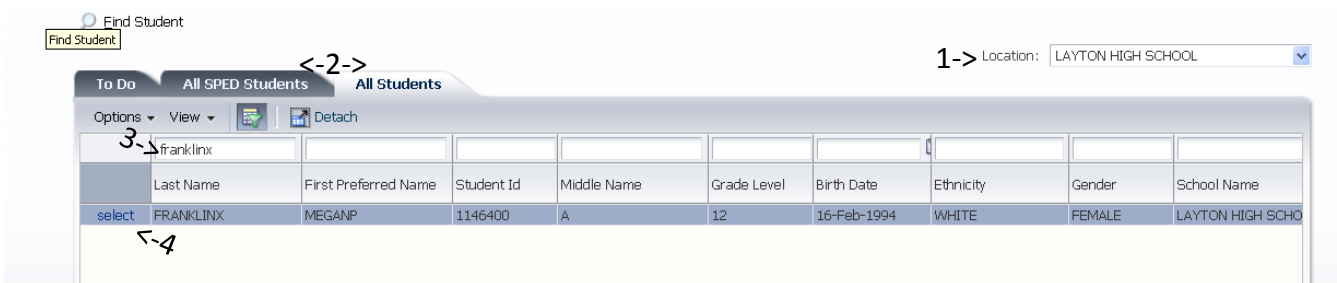 Find Student
Find Student
1-> Location: LAYTON HIGH SCHOOL
<-2->
To Do All SPED Students All Students
Options View Detach
3-> franklinx
Last Name First Preferred Name Student Id Middle Name Grade Level Birth Date Ethnicity Gender School Name
select FRANKLINX MEGANP 1146400 A 12 16-Feb-1994 WHITE FEMALE LAYTON HIGH SCHO
<-4